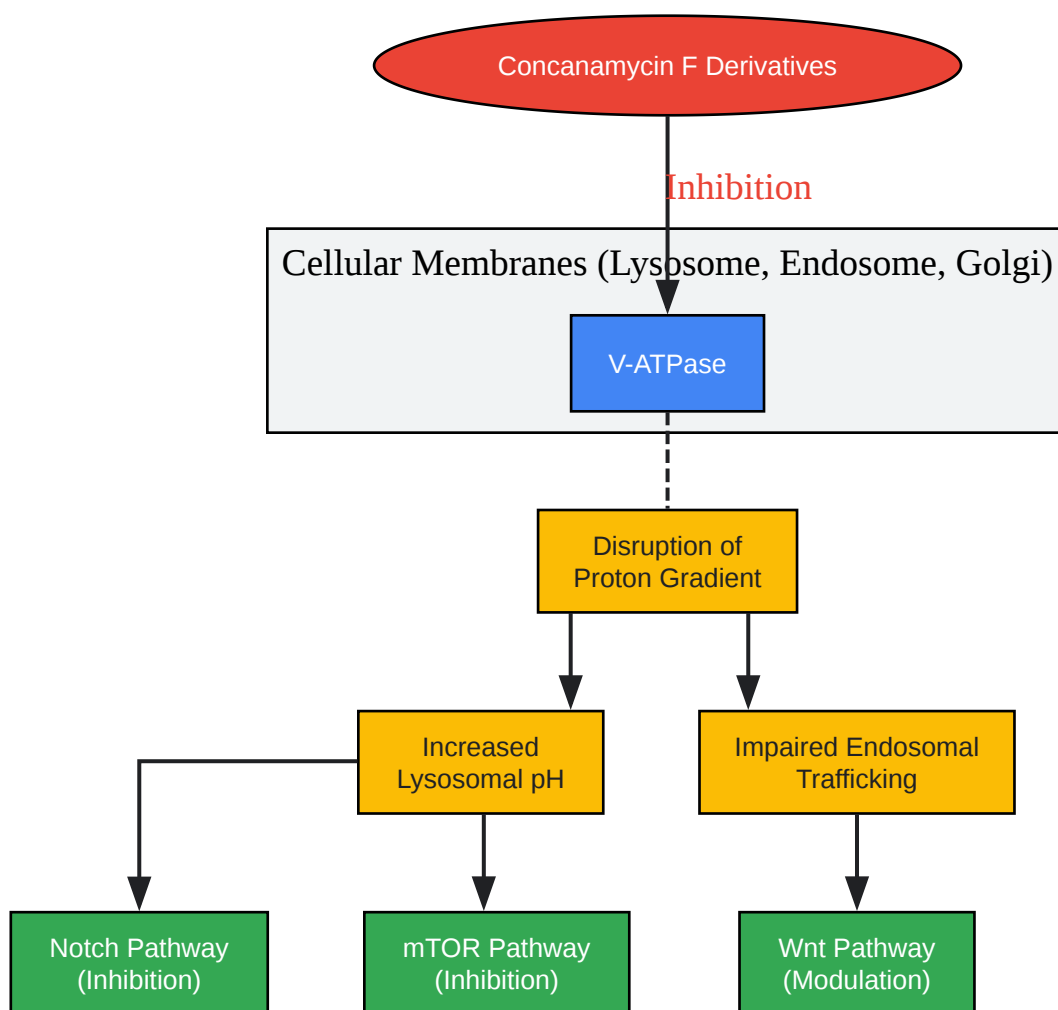 Concanamycin F Derivatives
Inhibition
Cellular Membranes (Lysosome, Endosome, Golgi)
V-ATPase
Disruption of
Proton Gradient
Increased
Lysosomal pH
Impaired Endosomal
Trafficking
Notch Pathway
(Inhibition)
mTOR Pathway
(Inhibition)
Wnt Pathway
(Modulation)